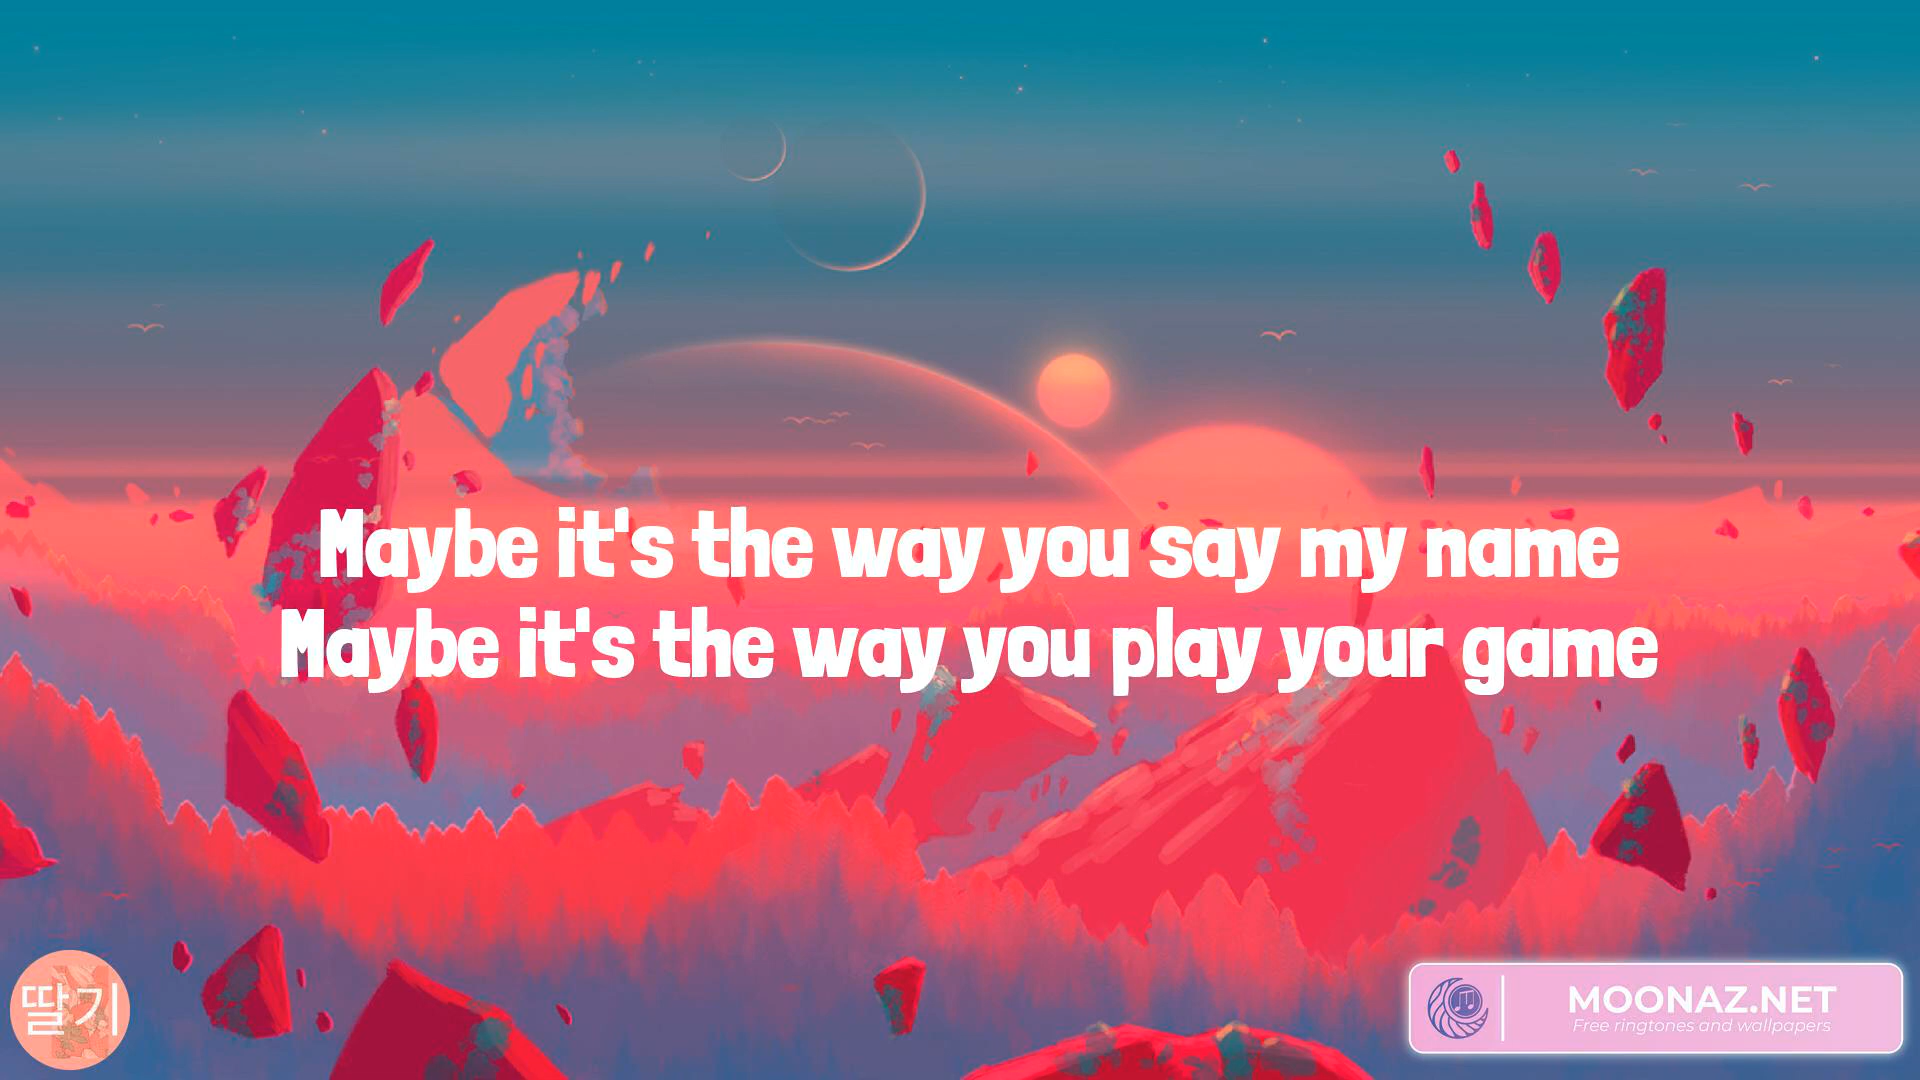 Maybe it's the way you say my name
Maybe it's the way you play your game
딸기
MOONAZ.NET
Free ringtones and wallpapers